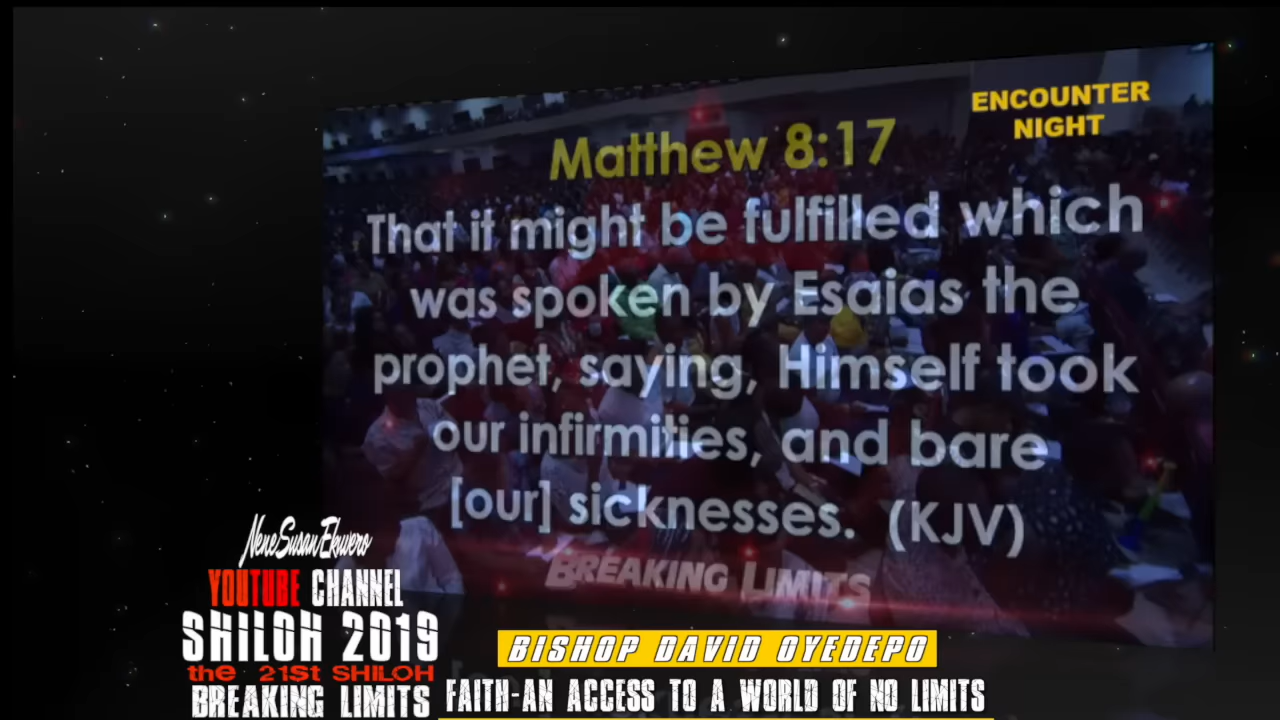 ENCOUNTER
NIGHT
Matthew 8:17
That it might be fulfilled which
was spoken by Esaias the
prophet, saying, Himself took
our infirmities, and bare
[our] sicknesses. (KJV)
BREAKING LIMITS
NeneSusanEkwero
YOUTUBE CHANNEL
SHILOH 2019
the 21st SHILOH
BREAKING LIMITS
BISHOP DAVID OYEDEPO
FAITH-AN ACCESS TO A WORLD OF NO LIMITS